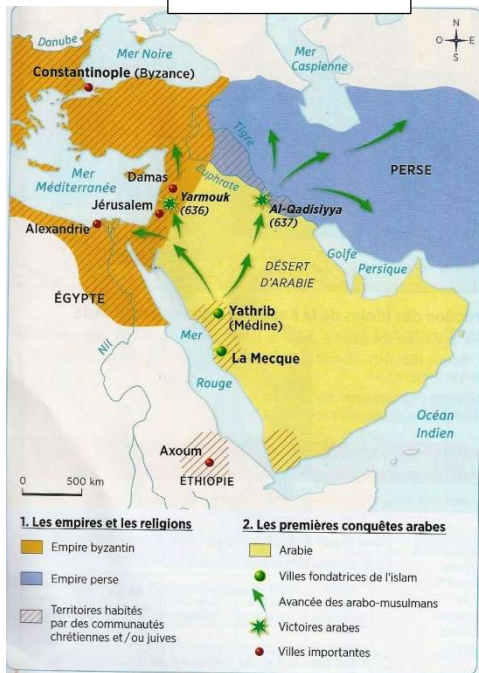 Danube
Mer Noire
Constantinople (Byzance)
Mer
Caspienne
N
O
E
S
Tigre
Euphrate
PERSE
Mer
Méditerranée
Damas
Yarmouk
(636)
Jérusalem
Al-Qadisiyya
(637)
Alexandrie
Golfe
Persique
DÉSERT
D'ARABIE
ÉGYPTE
Yathrib
(Médine)
Nil
Mer
Rouge
La Mecque
Océan
Indien
Axoum
ÉTHIOPIE
0 500 km
1. Les empires et les religions
Empire byzantin
Empire perse
Territoires habités
par des communautés
chrétiennes et/ou juives
2. Les premières conquêtes arabes
Arabie
Villes fondatrices de l'islam
Avancée des arabo-musulmans
Victoires arabes
Villes importantes